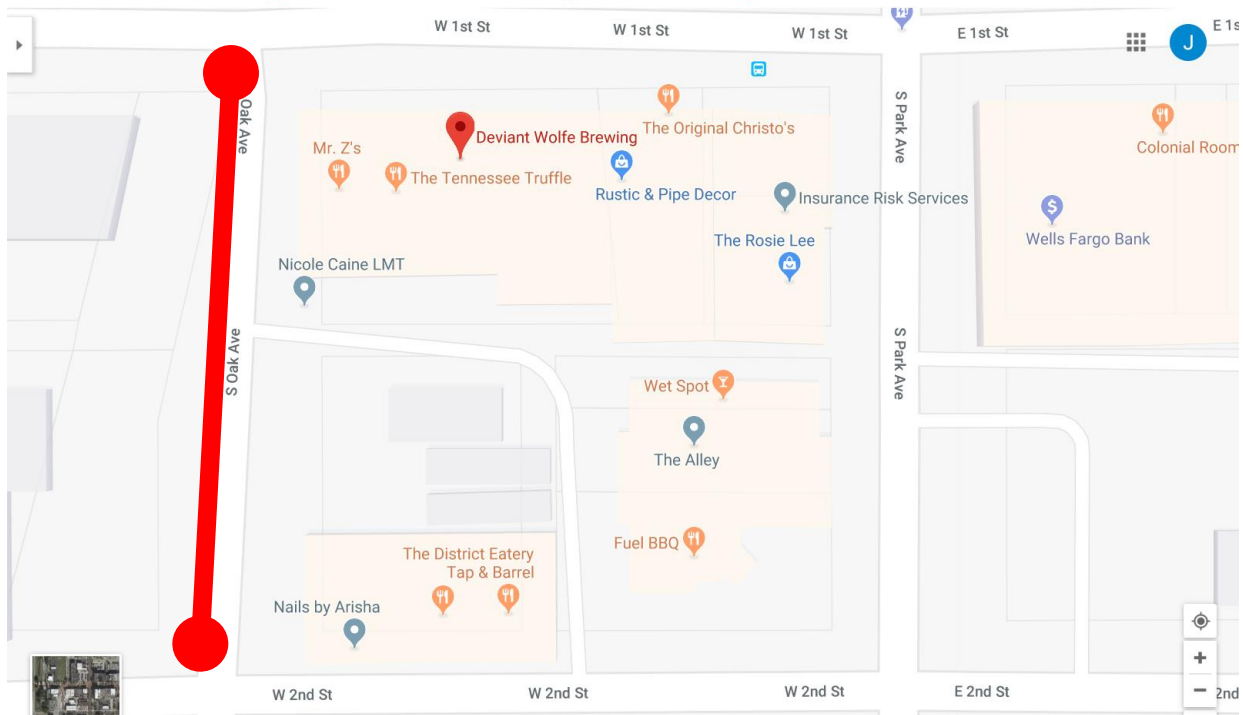 W 1st St
W 1st St
W 1st St
E 1st St
J
E 1s
Oak Ave
S Park Ave
The Original Christo's
Deviant Wolfe Brewing
Mr. Z's
The Tennessee Truffle
Colonial Room
Rustic & Pipe Decor
Insurance Risk Services
$
Wells Fargo Bank
The Rosie Lee
Nicole Caine LMT
S Oak Ave
S Park Ave
Wet Spot
The Alley
Fuel BBQ
The District Eatery
Tap & Barrel
Nails by Arisha
W 2nd St
W 2nd St
W 2nd St
E 2nd St
2nd